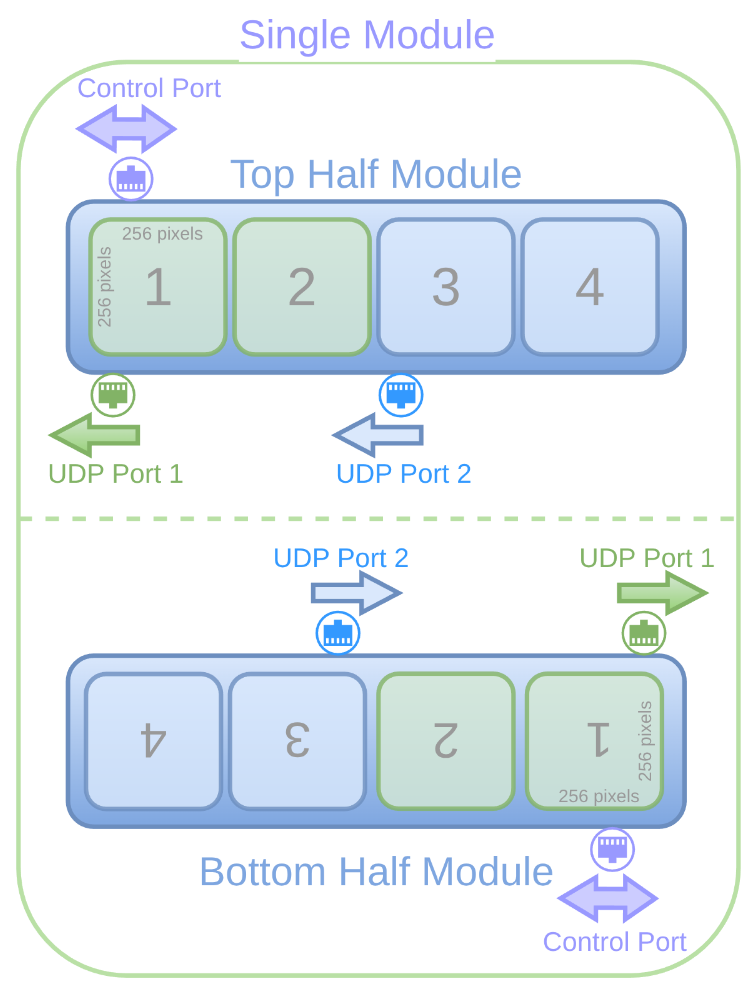 Single Module
Control Port
Top Half Module
256 pixels
256 pixels
1
2
3
4
UDP Port 1
UDP Port 2
UDP Port 2
UDP Port 1
4
3
2
1
256 pixels
256 pixels
Bottom Half Module
Control Port